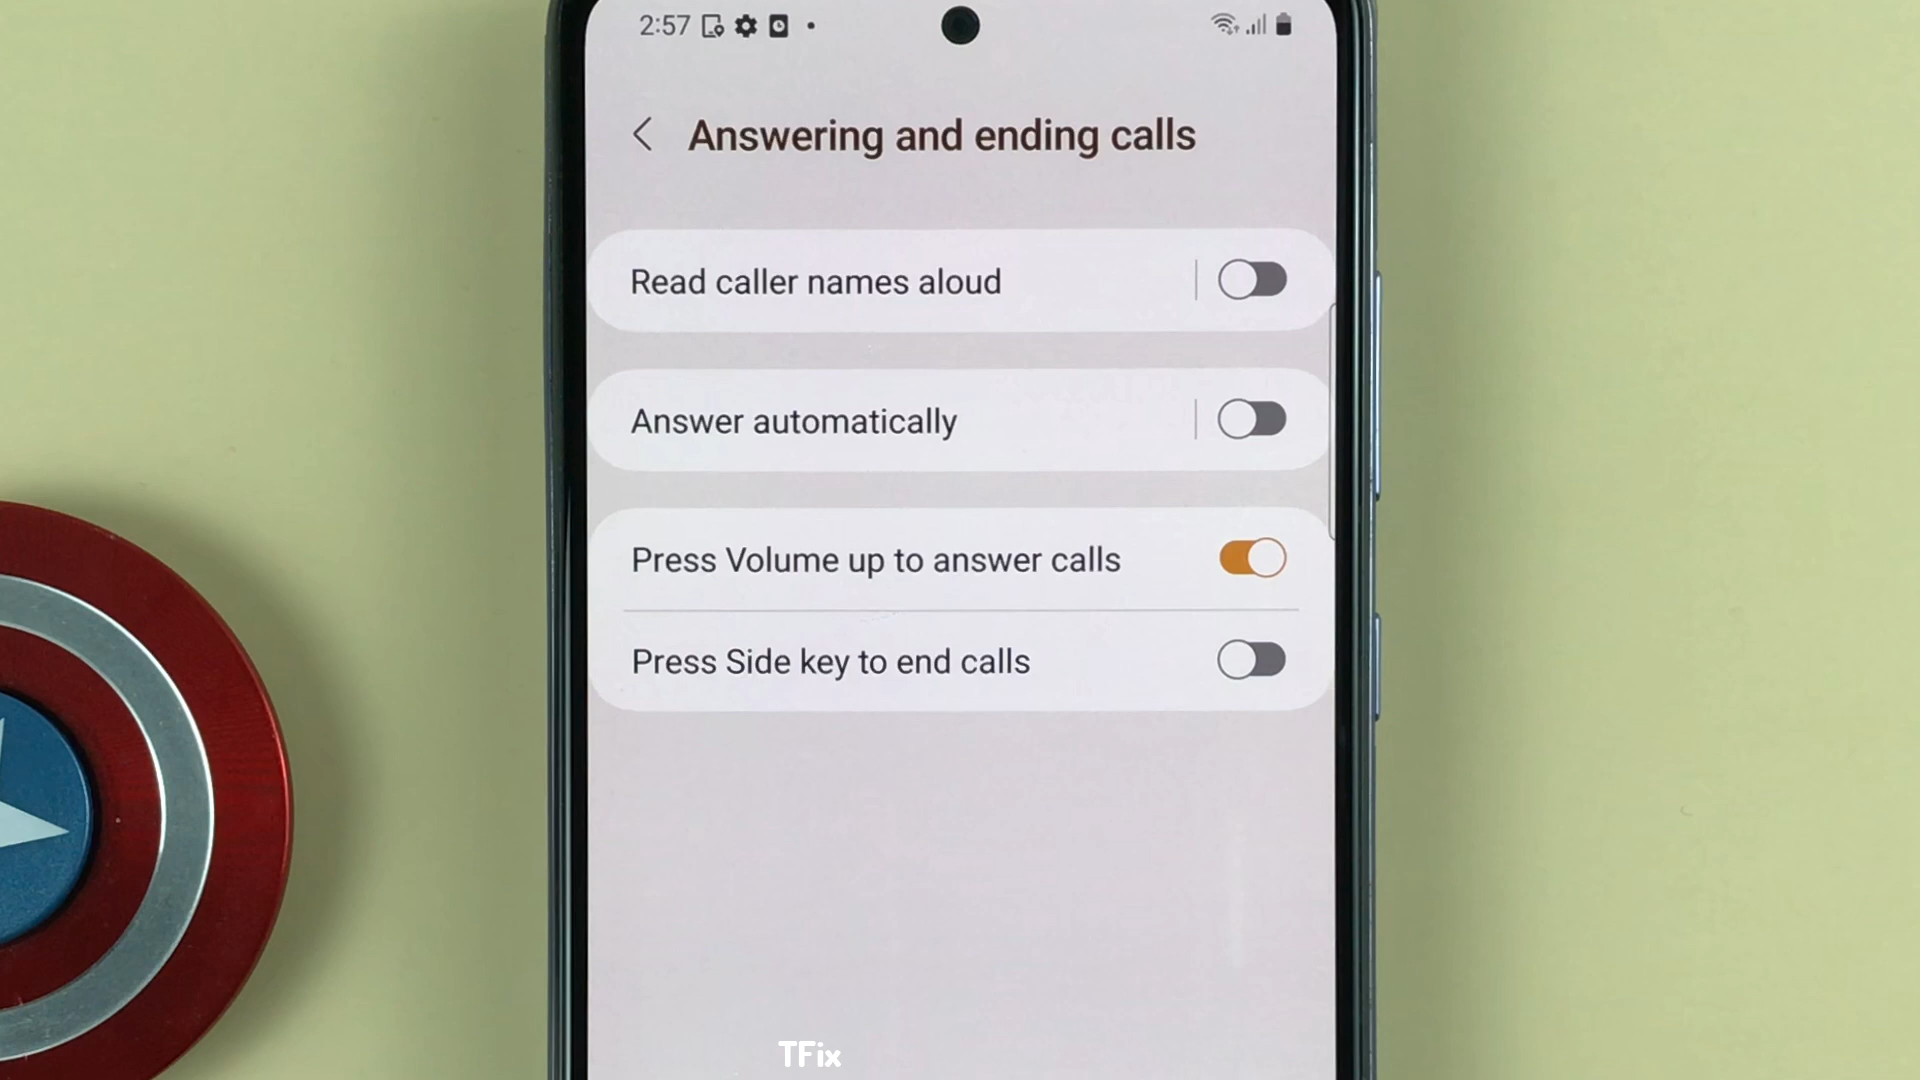 2:57
Answering and ending calls
Read caller names aloud
Answer automatically
Press Volume up to answer calls
Press Side key to end calls
TFix